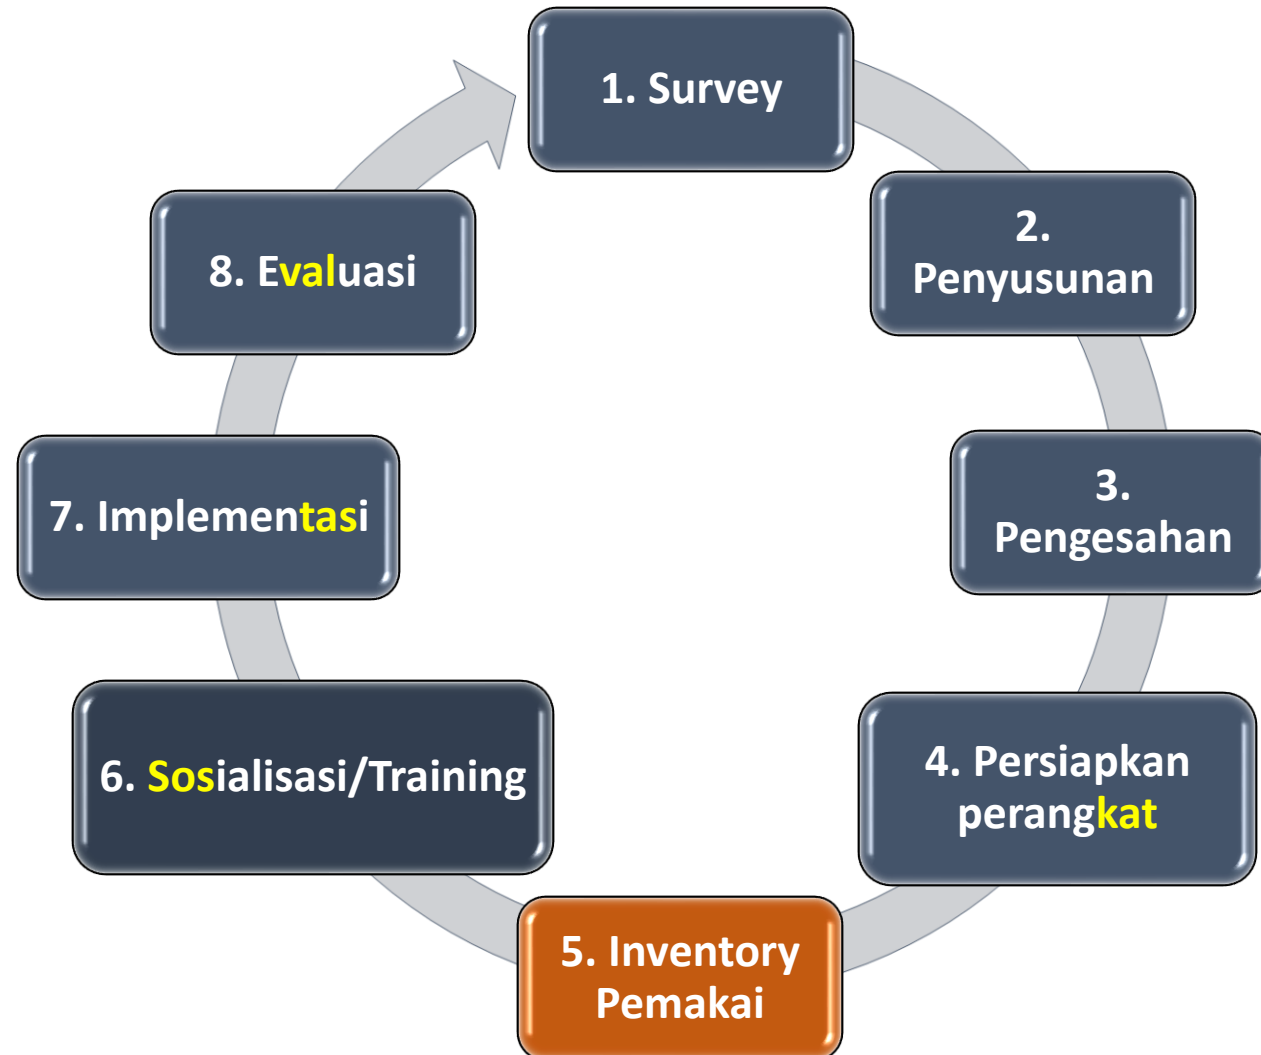 1. Survey
2.
Penyusunan
3.
Pengesahan
4. Persiapkan
perangkat
5. Inventory
Pemakai
6. Sosialisasi/Training
7. Implementasi
8. Evaluasi